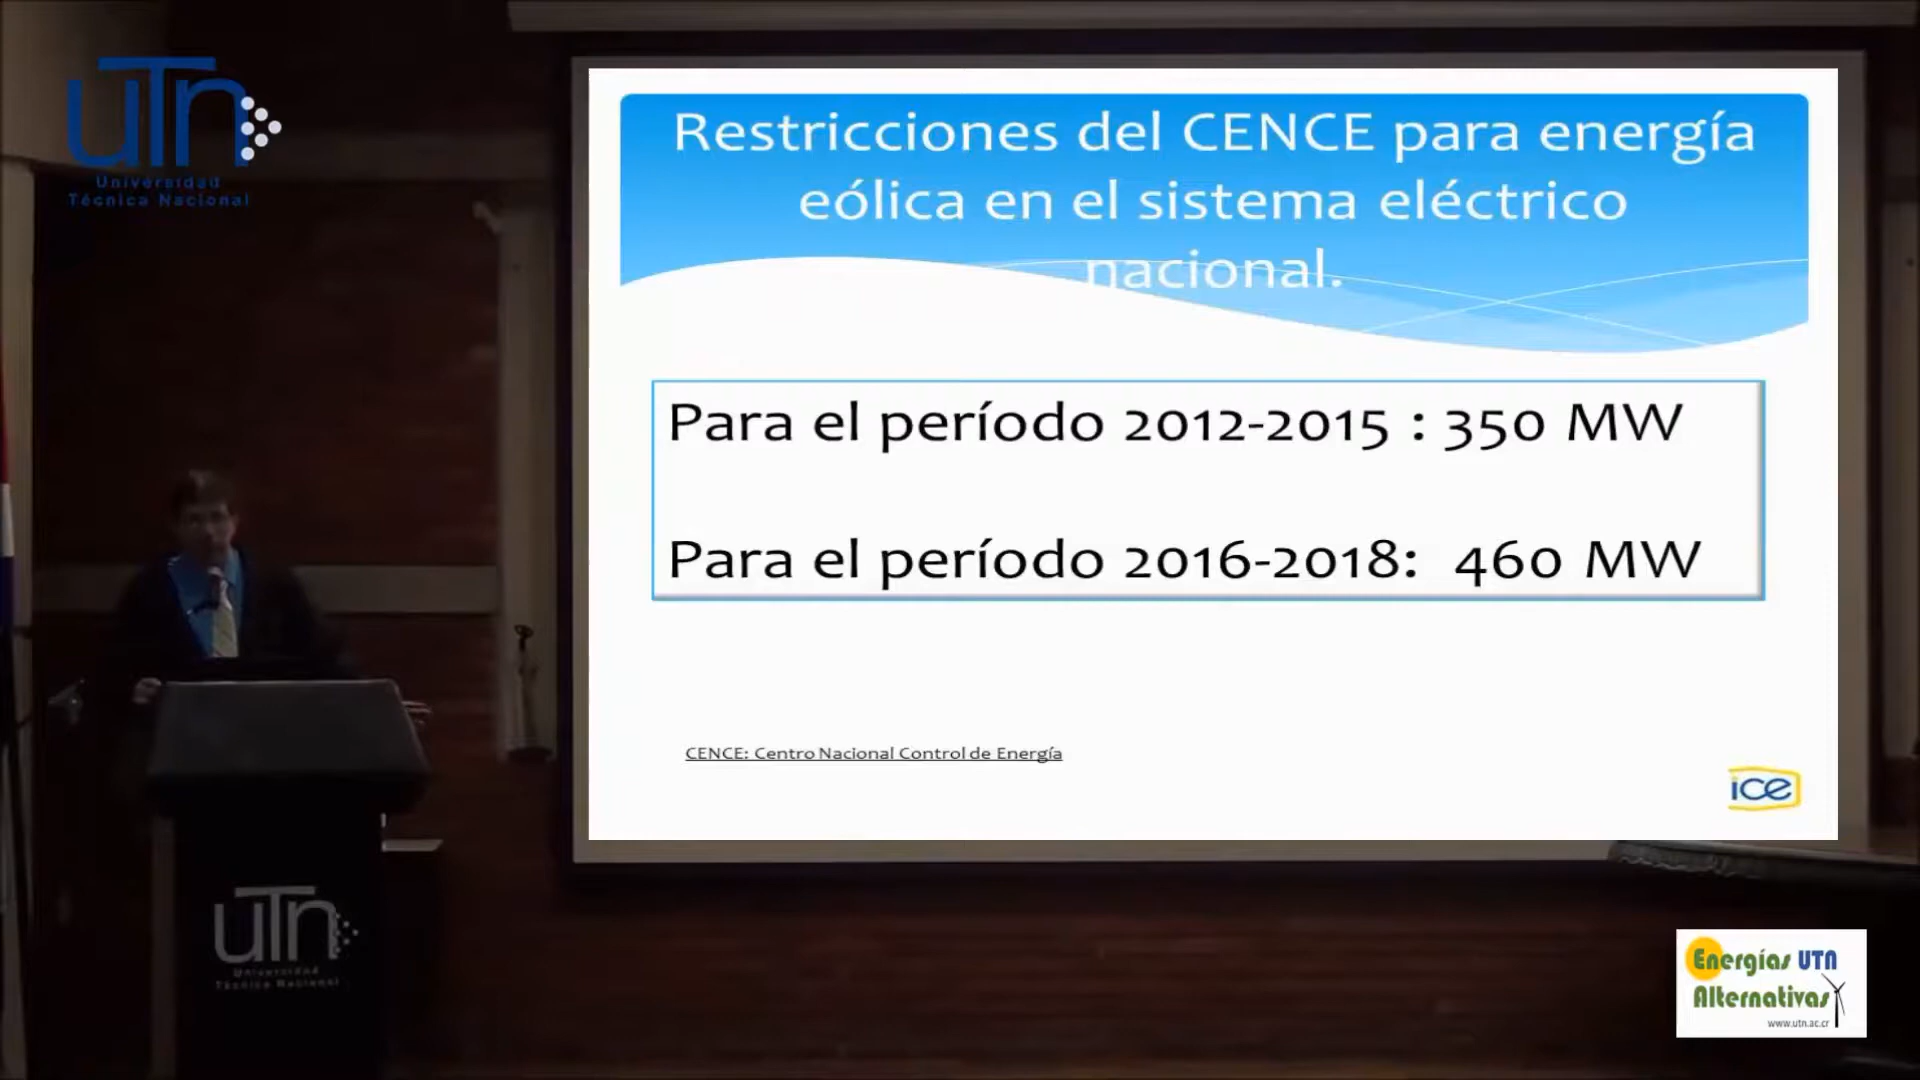 uTn
Universidad
Técnica Nacional
Restricciones del CENCE para energía
eólica en el sistema eléctrico
nacional.
Para el período 2012-2015 : 350 MW
Para el período 2016-2018: 460 MW
CENCE: Centro Nacional Control de Energía
ice
uTn
Universidad
Técnica Nacional
Energías UTN
Alternativas
www.utn.ac.cr